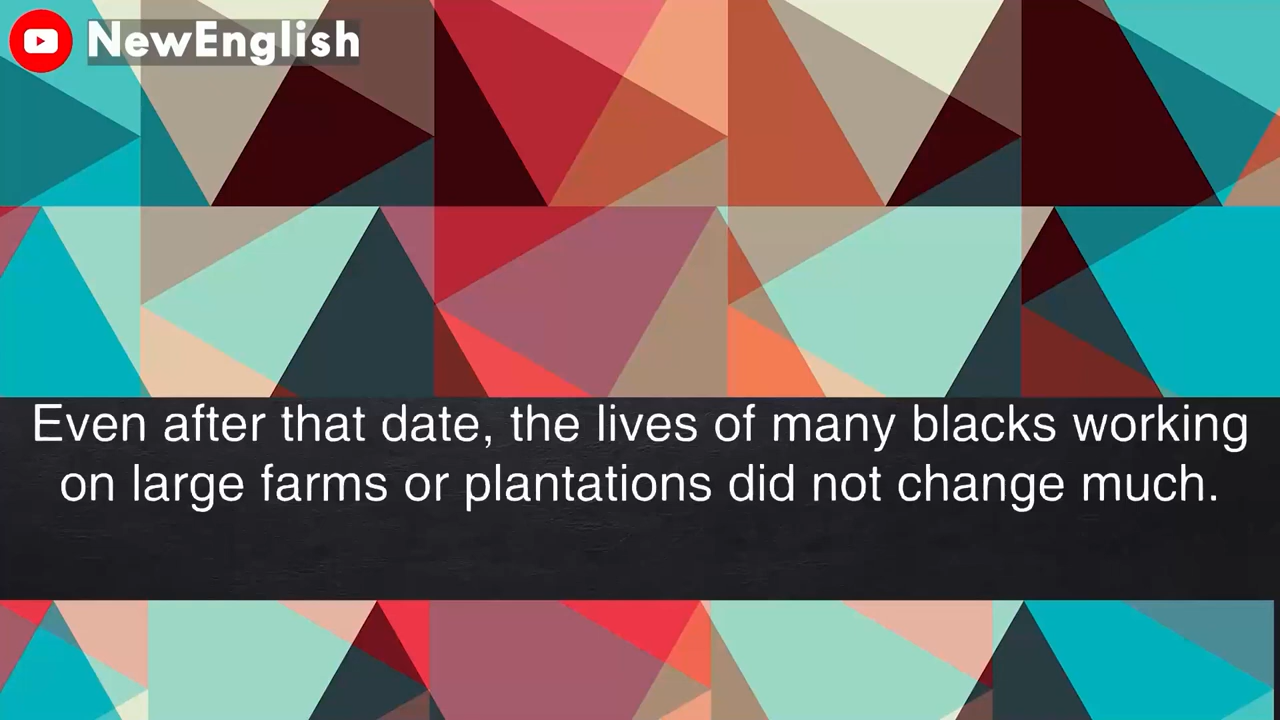 NewEnglish
Even after that date, the lives of many blacks working
on large farms or plantations did not change much.